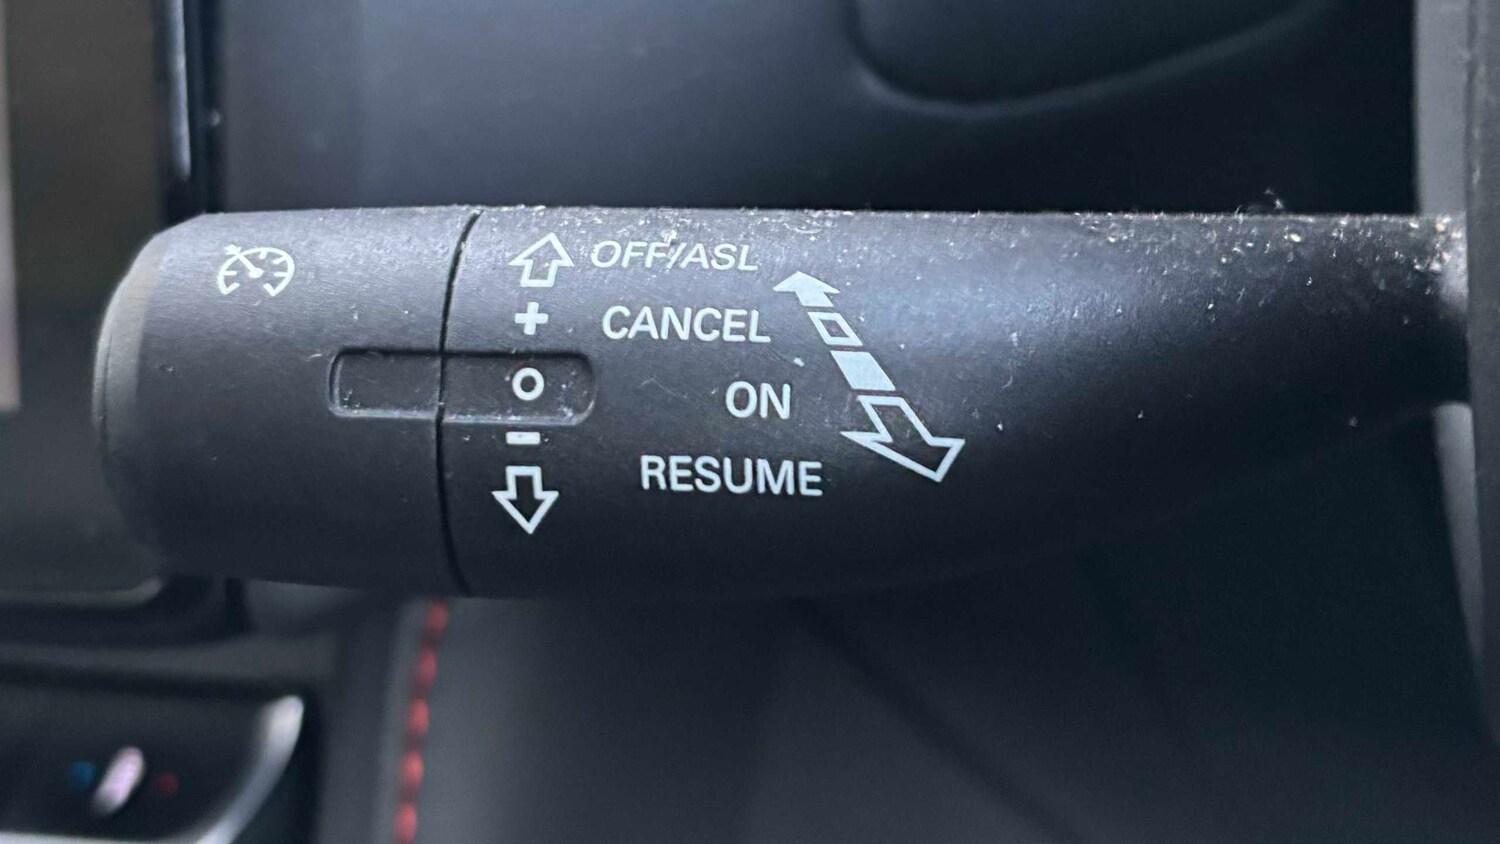 OFF/ASL
+ CANCEL
O ON
- RESUME